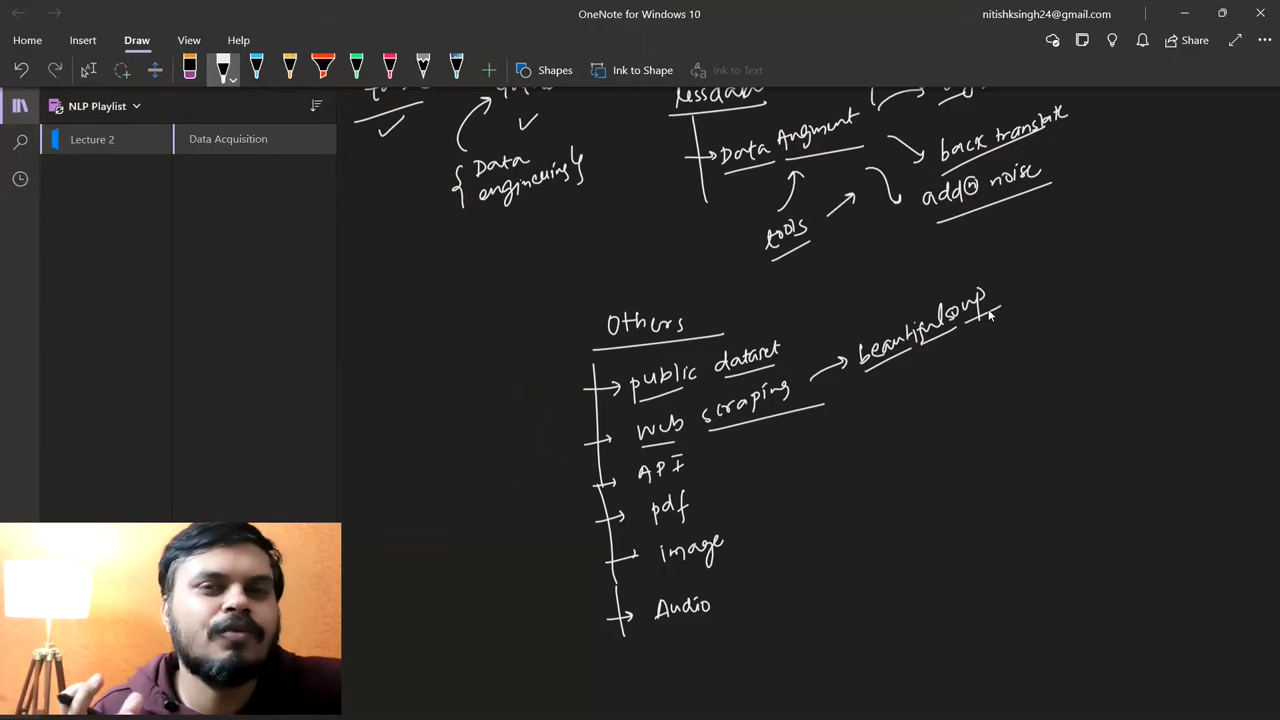 OneNote for Windows 10
nitishksingh24@gmail.com
Home Insert Draw View Help
Share
Shapes
Ink to Shape
Ink to Text
NLP Playlist
Lecture 2
Data Acquisition
{Data engineering}
less data
Data Augment
back translate
add(n) noise
tools
Others
public dataset
web scraping
beautifulsoup
API
pdf
image
Audio